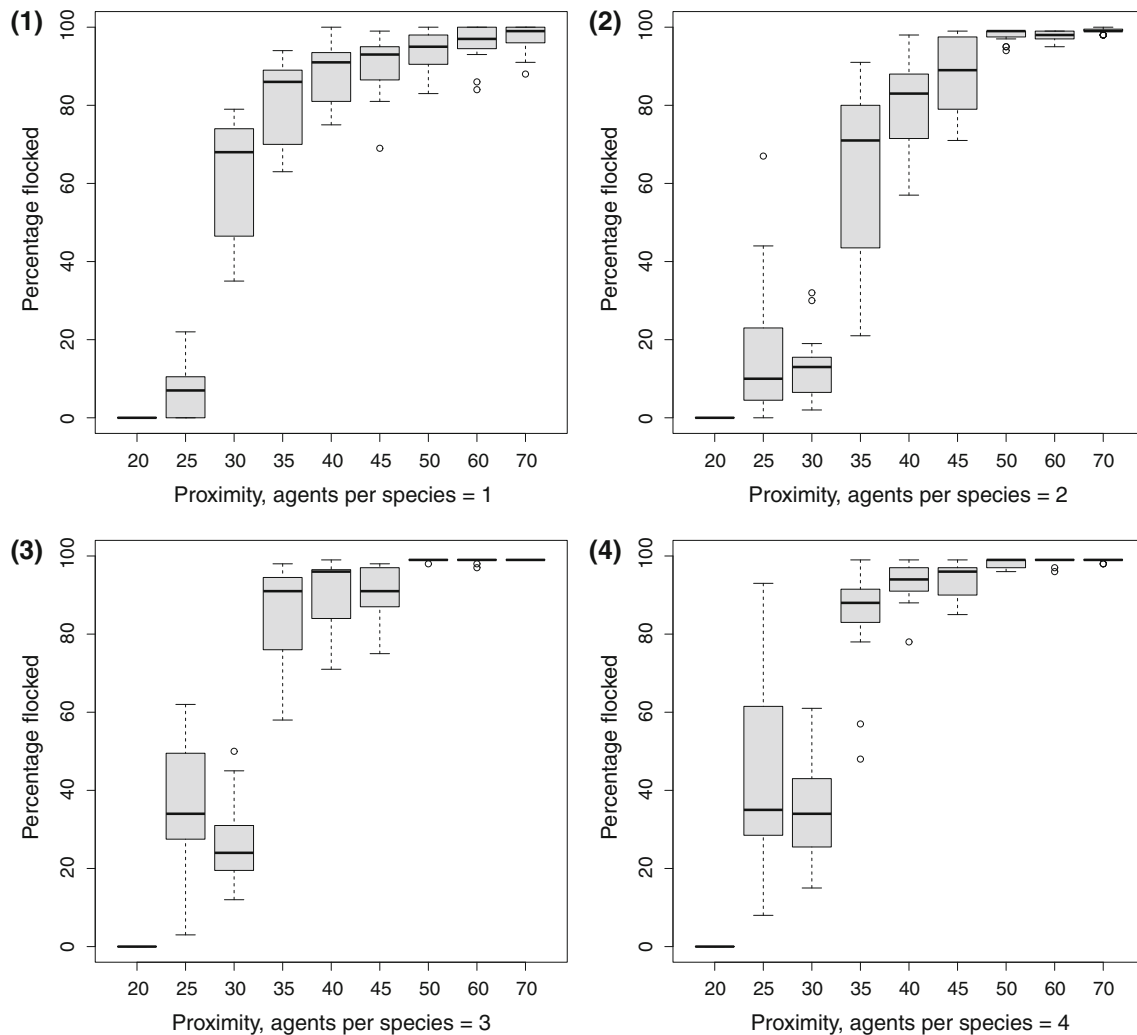 (1)
100
80
60
40
20
0
Percentage flocked
20 25 30 35 40 45 50 60 70
Proximity, agents per species = 1
(2)
100
80
60
40
20
0
Percentage flocked
20 25 30 35 40 45 50 60 70
Proximity, agents per species = 2
(3)
100
80
60
40
20
0
Percentage flocked
20 25 30 35 40 45 50 60 70
Proximity, agents per species = 3
(4)
100
80
60
40
20
0
Percentage flocked
20 25 30 35 40 45 50 60 70
Proximity, agents per species = 4